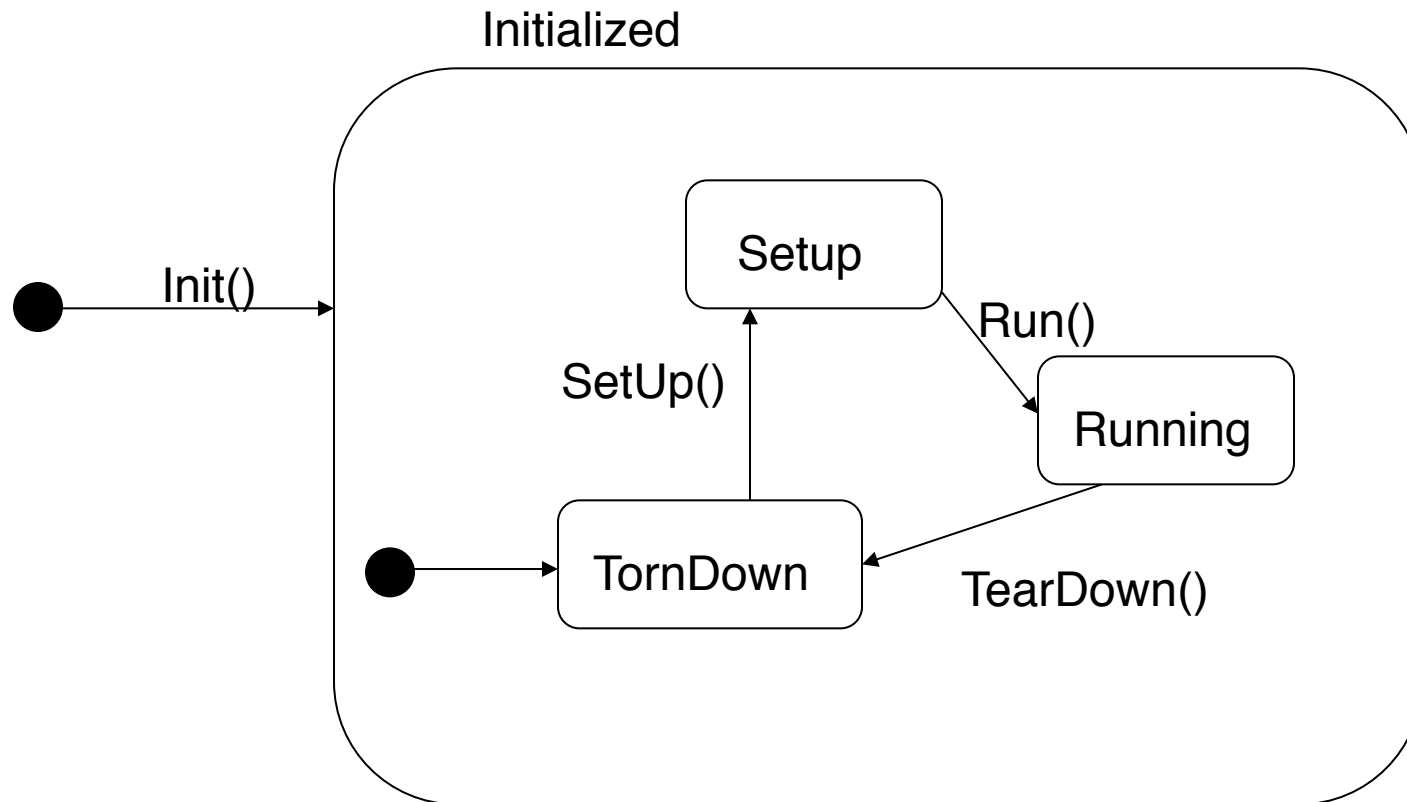 Initialized
Setup
Init()
Run()
SetUp()
Running
TornDown
TearDown()